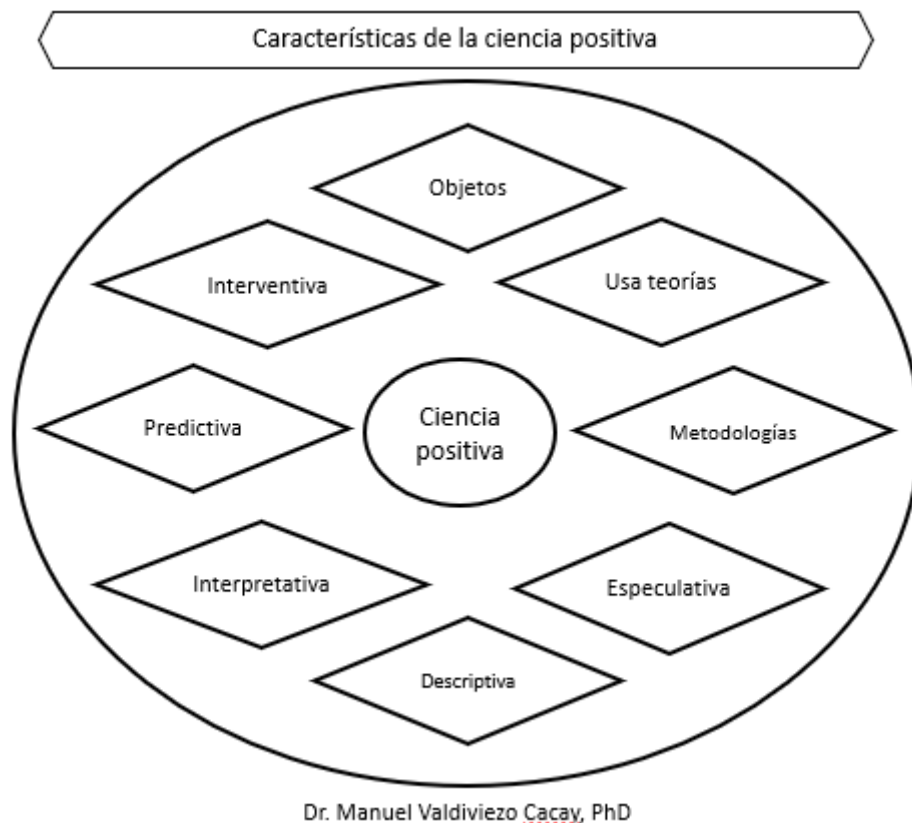 Características de la ciencia positiva
Objetos
Interventiva
Usa teorías
Predictiva
Ciencia
positiva
Metodologías
Interpretativa
Especulativa
Descriptiva
Dr. Manuel Valdiviezo Cacay, PhD